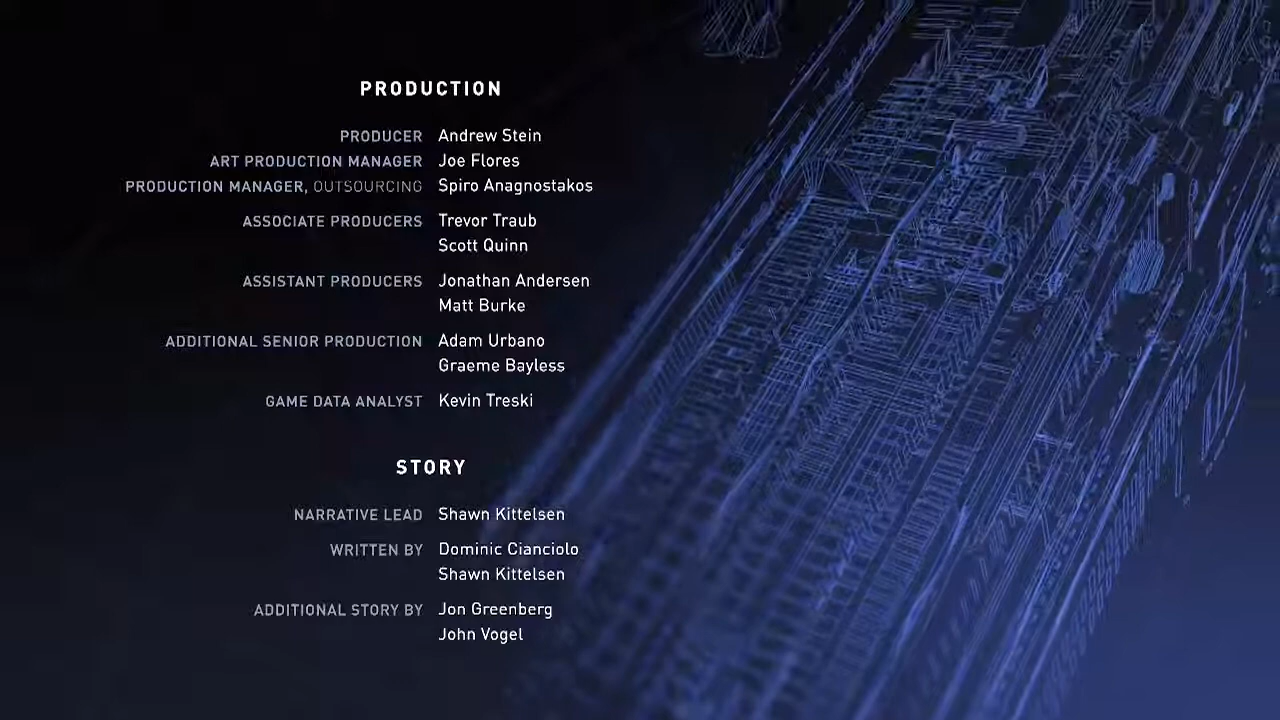 PRODUCTION
PRODUCER Andrew Stein
ART PRODUCTION MANAGER Joe Flores
PRODUCTION MANAGER, OUTSOURCING Spiro Anagnostakos
ASSOCIATE PRODUCERS Trevor Traub
Scott Quinn
ASSISTANT PRODUCERS Jonathan Andersen
Matt Burke
ADDITIONAL SENIOR PRODUCTION Adam Urbano
Graeme Bayless
GAME DATA ANALYST Kevin Treski
STORY
NARRATIVE LEAD Shawn Kittelsen
WRITTEN BY Dominic Cianciolo
Shawn Kittelsen
ADDITIONAL STORY BY Jon Greenberg
John Vogel